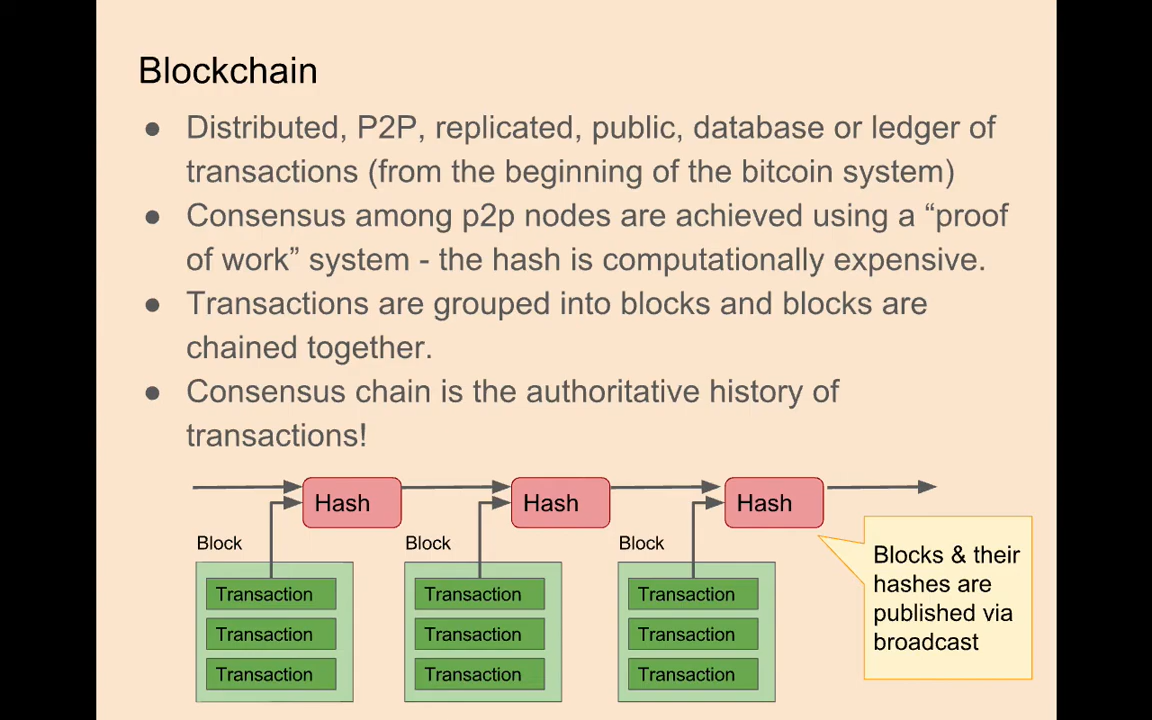 Blockchain
● Distributed, P2P, replicated, public, database or ledger of
transactions (from the beginning of the bitcoin system)
● Consensus among p2p nodes are achieved using a “proof
of work” system - the hash is computationally expensive.
● Transactions are grouped into blocks and blocks are
chained together.
● Consensus chain is the authoritative history of
transactions!
Hash Hash Hash
Block Block Block
Transaction Transaction Transaction
Transaction Transaction Transaction
Transaction Transaction Transaction
Blocks & their
hashes are
published via
broadcast